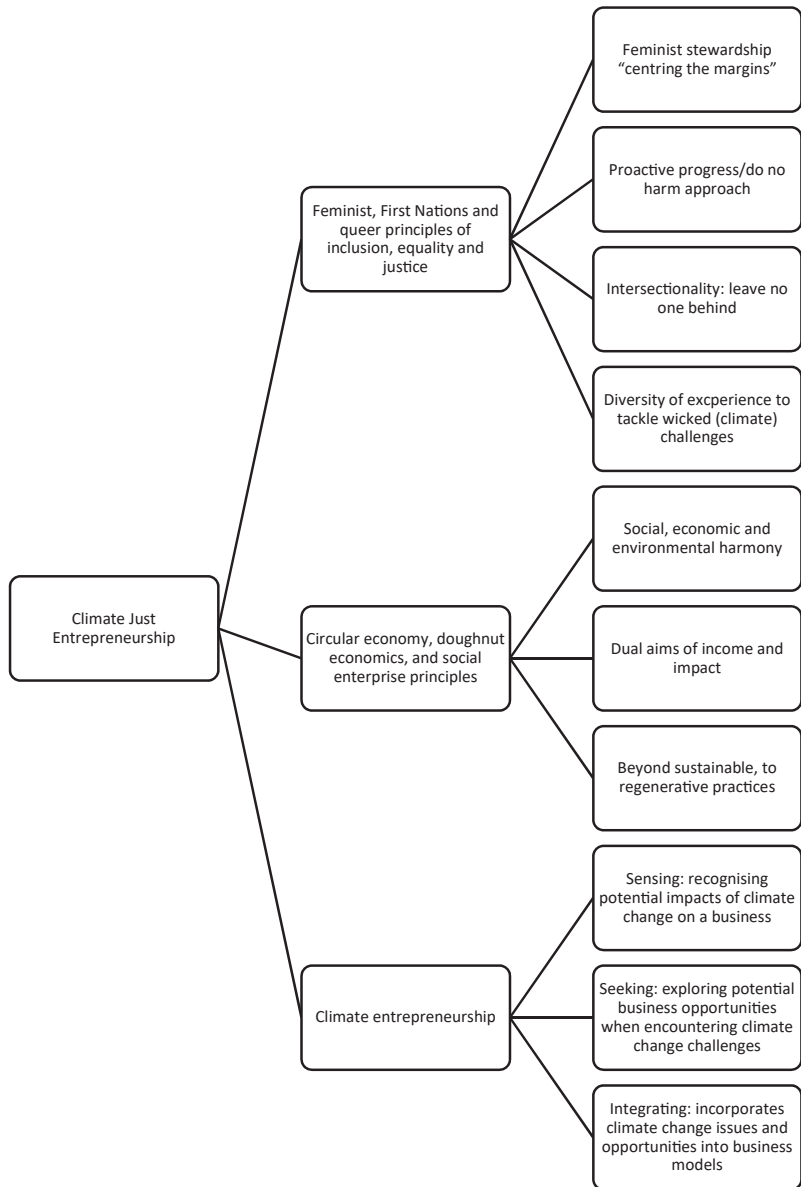 Feminist stewardship
“centring the margins”
Proactive progress/do no
harm approach
Feminist, First Nations and
queer principles of
inclusion, equality and
justice
Intersectionality: leave no
one behind
Diversity of excperience to
tackle wicked (climate)
challenges
Social, economic and
environmental harmony
Climate Just
Entrepreneurship
Circular economy, doughnut
economics, and social
enterprise principles
Dual aims of income and
impact
Beyond sustainable, to
regenerative practices
Sensing: recognising
potential impacts of climate
change on a business
Climate entrepreneurship
Seeking: exploring potential
business opportunities
when encountering climate
change challenges
Integrating: incorporates
climate change issues and
opportunities into business
models